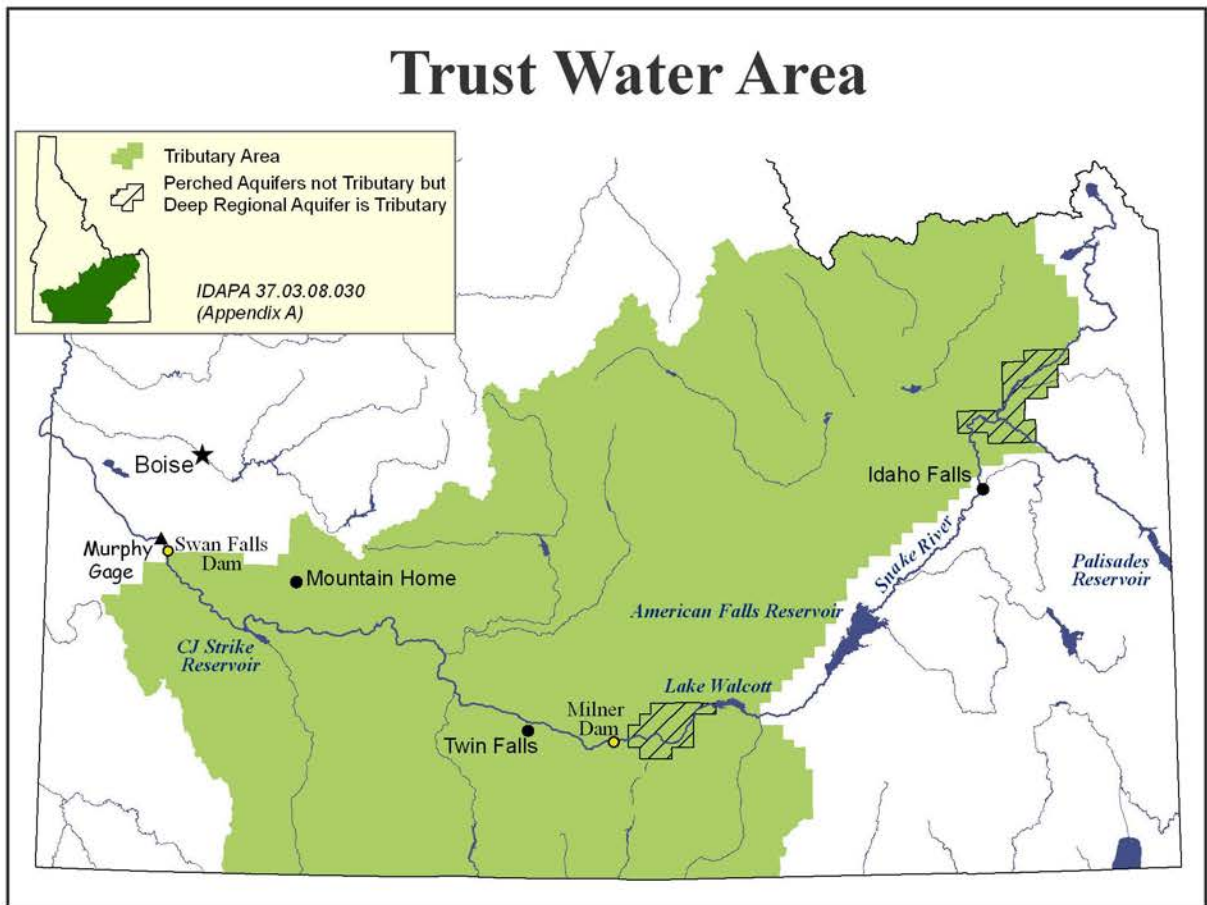 Trust Water Area
Tributary Area
Perched Aquifers not Tributary but
Deep Regional Aquifer is Tributary
IDAPA 37.03.08.030
(Appendix A)
Boise
Idaho Falls
Murphy
Gage
Swan Falls
Dam
Mountain Home
Snake River
Palisades
Reservoir
American Falls Reservoir
CJ Strike
Reservoir
Lake Walcott
Milner
Dam
Twin Falls